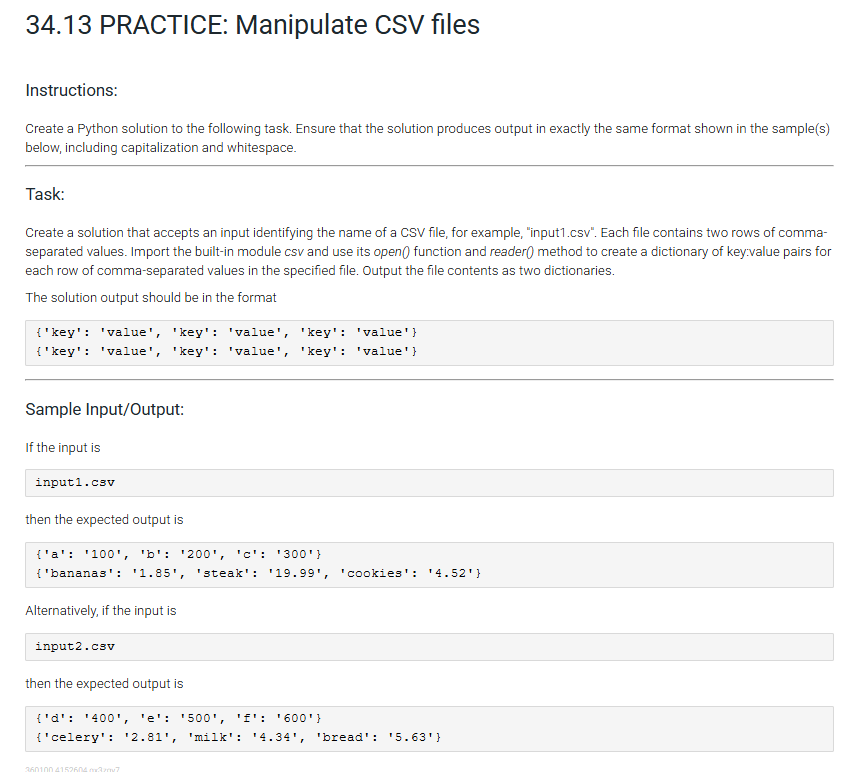 34.13 PRACTICE: Manipulate CSV files
Instructions:
Create a Python solution to the following task. Ensure that the solution produces output in exactly the same format shown in the sample(s)
below, including capitalization and whitespace.
Task:
Create a solution that accepts an input identifying the name of a CSV file, for example, "input1.csv". Each file contains two rows of comma-
separated values. Import the built-in module csv and use its open() function and reader() method to create a dictionary of key:value pairs for
each row of comma-separated values in the specified file. Output the file contents as two dictionaries.
The solution output should be in the format
{'key': 'value', 'key': 'value', 'key': 'value'}
{'key': 'value', 'key': 'value', 'key': 'value'}
Sample Input/Output:
If the input is
input1.csv
then the expected output is
{'a': '100', 'b': '200', 'c': '300'}
{'bananas': '1.85', 'steak': '19.99', 'cookies': '4.52'}
Alternatively, if the input is
input2.csv
then the expected output is
{'d': '400', 'e': '500', 'f': '600'}
{'celery': '2.81', 'milk': '4.34', 'bread': '5.63'}